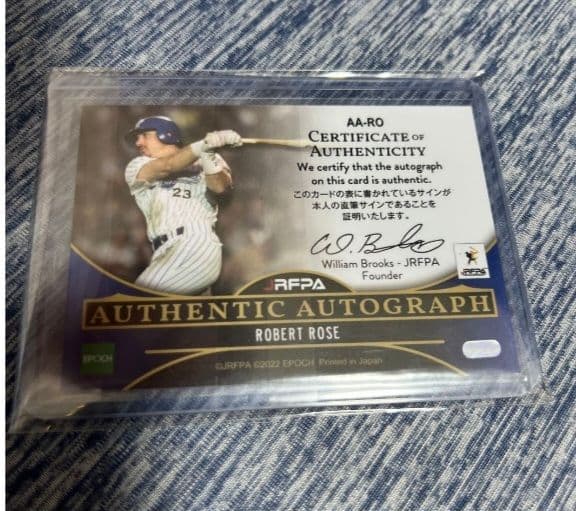 AA-RO
CERTIFICATE OF
AUTHENTICITY
We certify that the autograph
on this card is authentic.
このカードの表に書かれているサインが
本人の直筆サインであることを
証明いたします。
William Brooks - JRFPA
Founder
JRFPA
23
JRFPA
AUTHENTIC AUTOGRAPH
ROBERT ROSE
EPOCH
©JRFPA ©2022 EPOCH Printed in Japan